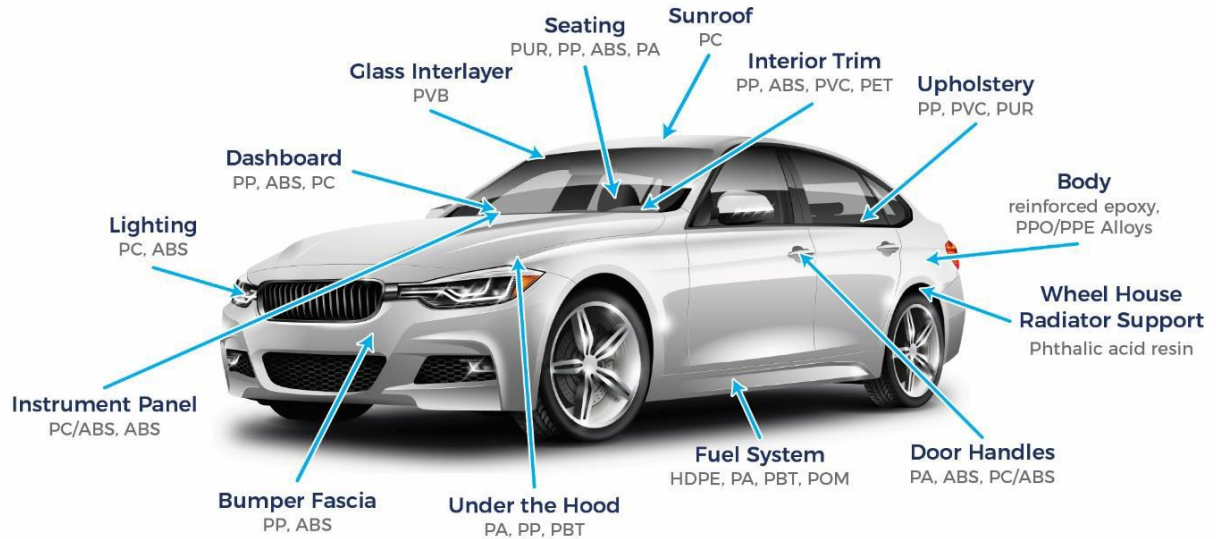 Sunroof
PC
Seating
PUR, PP, ABS, PA
Interior Trim
PP, ABS, PVC, PET
Glass Interlayer
PVB
Upholstery
PP, PVC, PUR
Dashboard
PP, ABS, PC
Body
reinforced epoxy,
PPO/PPE Alloys
Lighting
PC, ABS
Wheel House
Radiator Support
Phthalic acid resin
Instrument Panel
PC/ABS, ABS
Fuel System
HDPE, PA, PBT, POM
Door Handles
PA, ABS, PC/ABS
Bumper Fascia
PP, ABS
Under the Hood
PA, PP, PBT